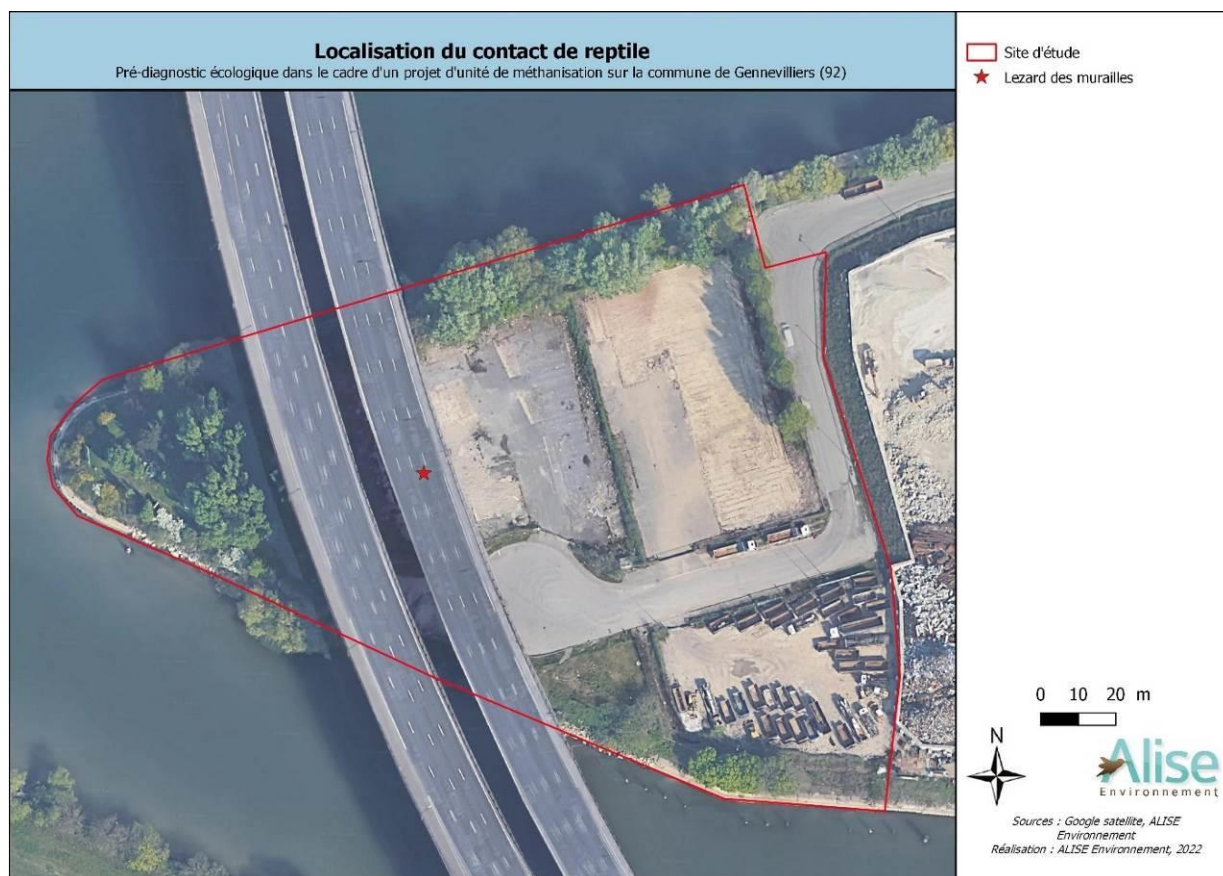 Localisation du contact de reptile
Pré-diagnostic écologique dans le cadre d'un projet d'unité de méthanisation sur la commune de Gennevilliers (92)
Site d'étude
Lezard des murailles
0 10 20 m
N
Alise
Environnement
Sources : Google satellite, ALISE
Environnement
Réalisation : ALISE Environnement, 2022